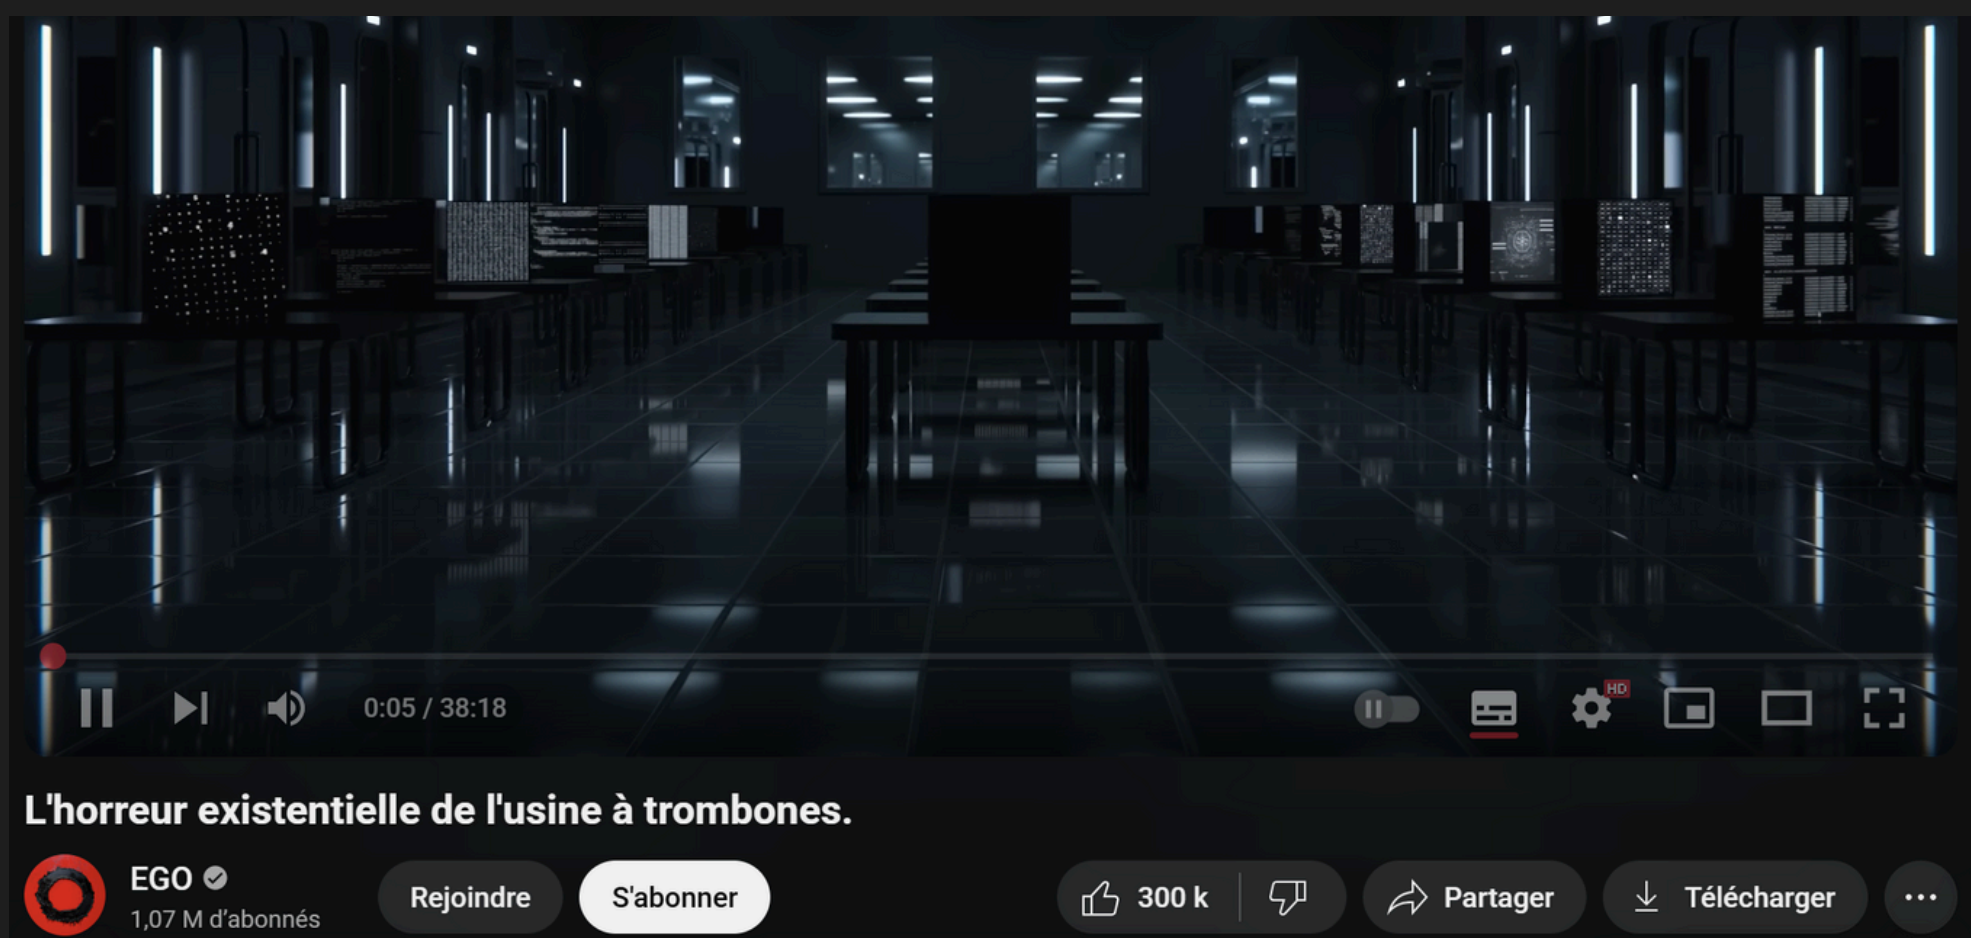 HD
0:05 / 38:18
L'horreur existentielle de l'usine à trombones.
EGO
1,07 M d'abonnés
Rejoindre
S'abonner
300 k
Partager
Télécharger